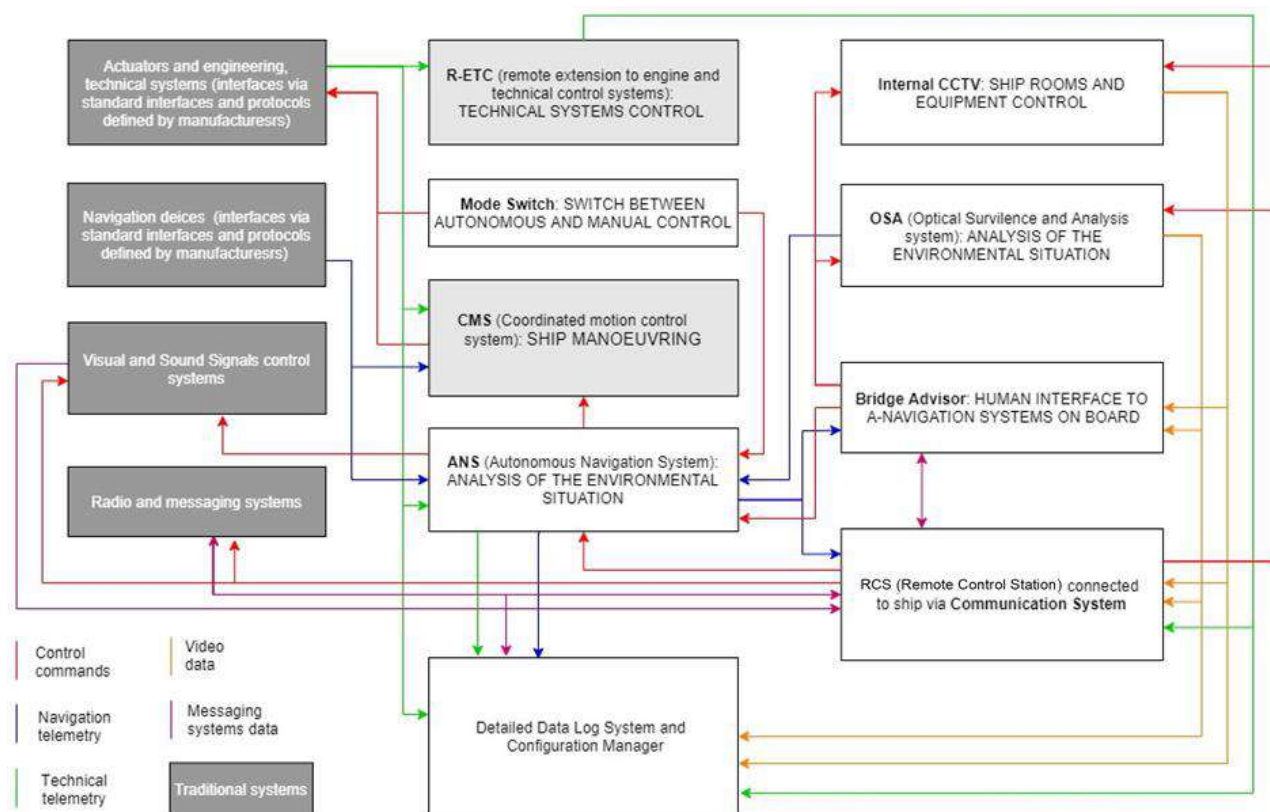 Actuators and engineering,
technical systems (interfaces via
standard interfaces and protocols
defined by manufacturesrs)
R-ETC (remote extension to engine and
technical control systems):
TECHNICAL SYSTEMS CONTROL
Internal CCTV: SHIP ROOMS AND
EQUIPMENT CONTROL
Navigation deices (interfaces via
standard interfaces and protocols
defined by manufacturesrs)
Mode Switch: SWITCH BETWEEN
AUTONOMOUS AND MANUAL CONTROL
OSA (Optical Survilence and Analysis
system): ANALYSIS OF THE
ENVIRONMENTAL SITUATION
CMS (Coordinated motion control
system): SHIP MANOEUVRING
Visual and Sound Signals control
systems
Bridge Advisor: HUMAN INTERFACE TO
A-NAVIGATION SYSTEMS ON BOARD
ANS (Autonomous Navigation System):
ANALYSIS OF THE ENVIRONMENTAL
SITUATION
Radio and messaging systems
RCS (Remote Control Station) connected
to ship via Communication System
Detailed Data Log System and
Configuration Manager
Control
commands
Video
data
Navigation
telemetry
Messaging
systems data
Technical
telemetry
Traditional systems